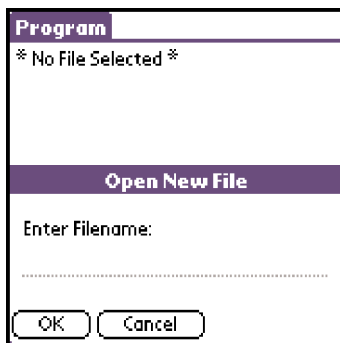 Program
* No File Selected *
Open New File
Enter Filename:
OK Cancel